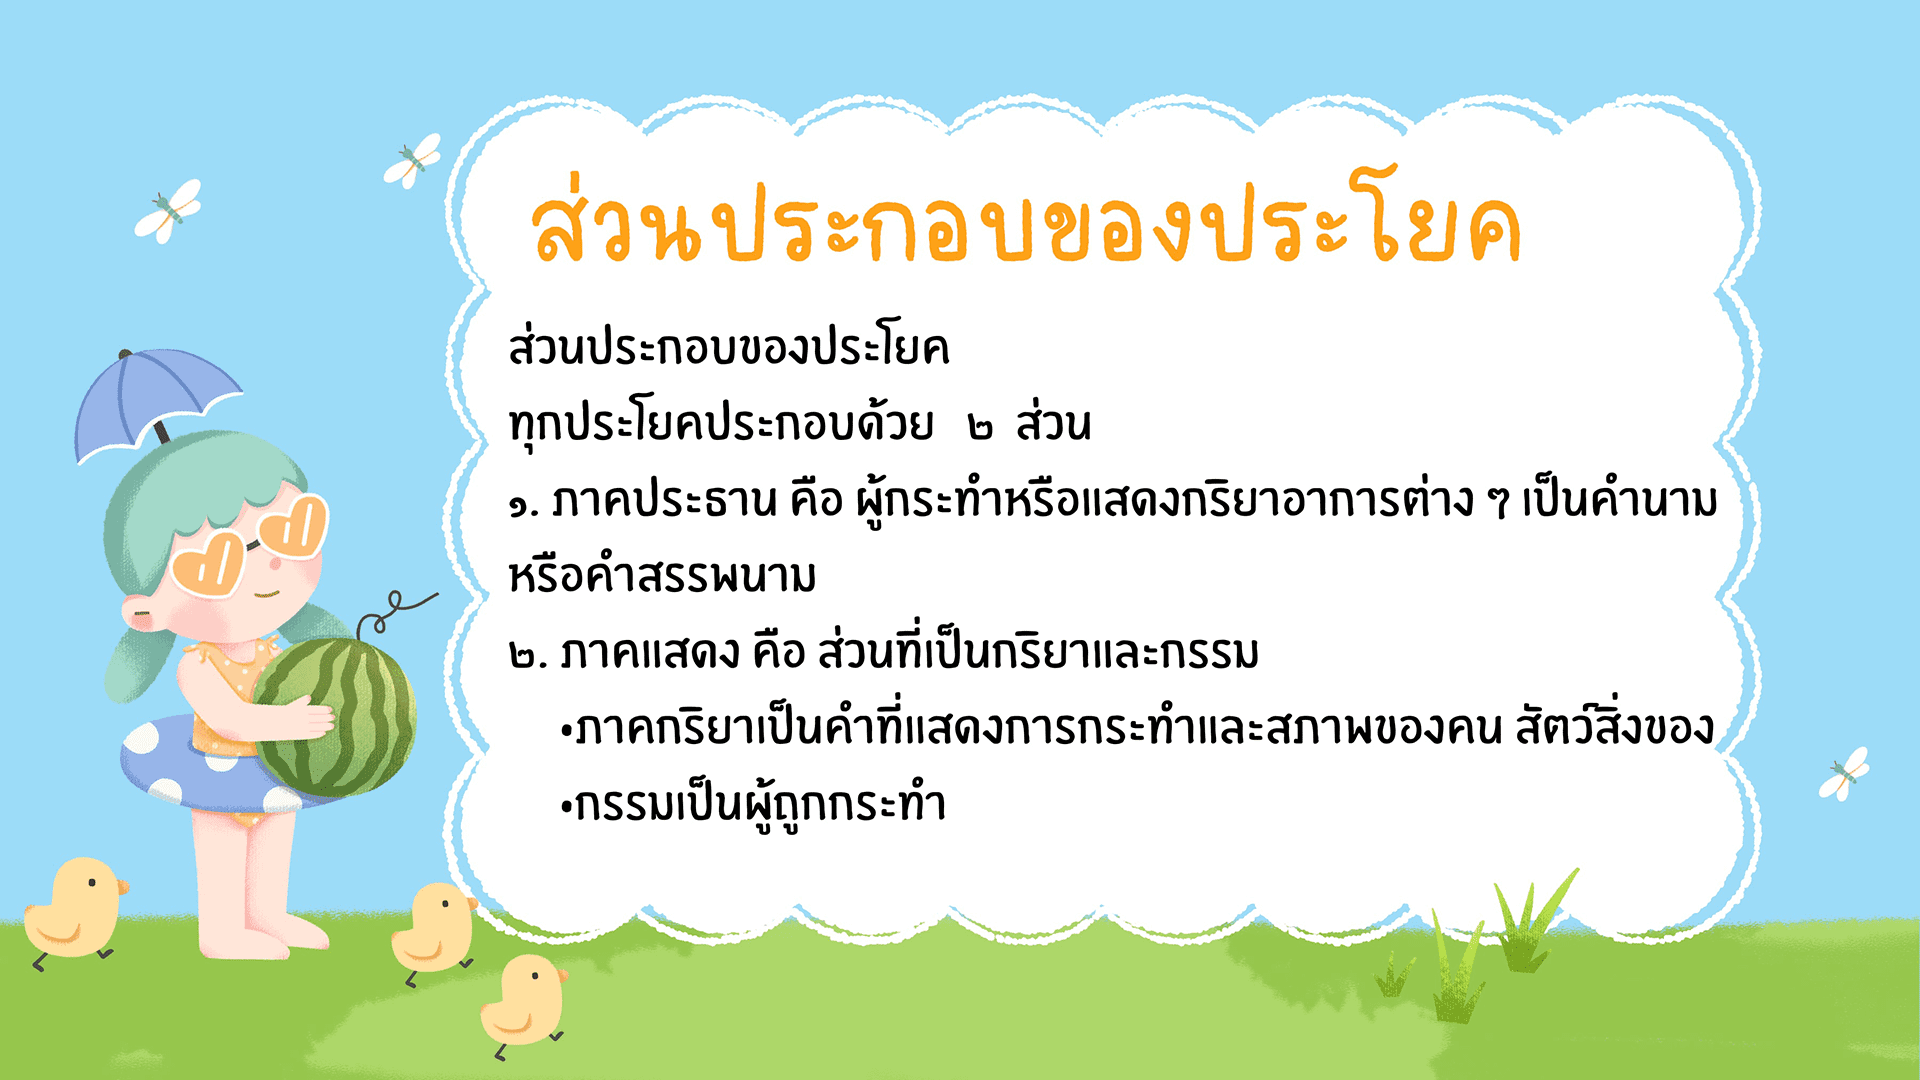 ส่วนประกอบของประโยค
ส่วนประกอบของประโยค
ทุกประโยคประกอบด้วย ๒ ส่วน
๑. ภาคประธาน คือ ผู้กระทำหรือแสดงกริยาอาการต่าง ๆ เป็นคำนาม
หรือคำสรรพนาม
๒. ภาคแสดง คือ ส่วนที่เป็นกริยาและกรรม
•ภาคกริยาเป็นคำที่แสดงการกระทำและสภาพของคน สัตว์สิ่งของ
•กรรมเป็นผู้ถูกกระทำ